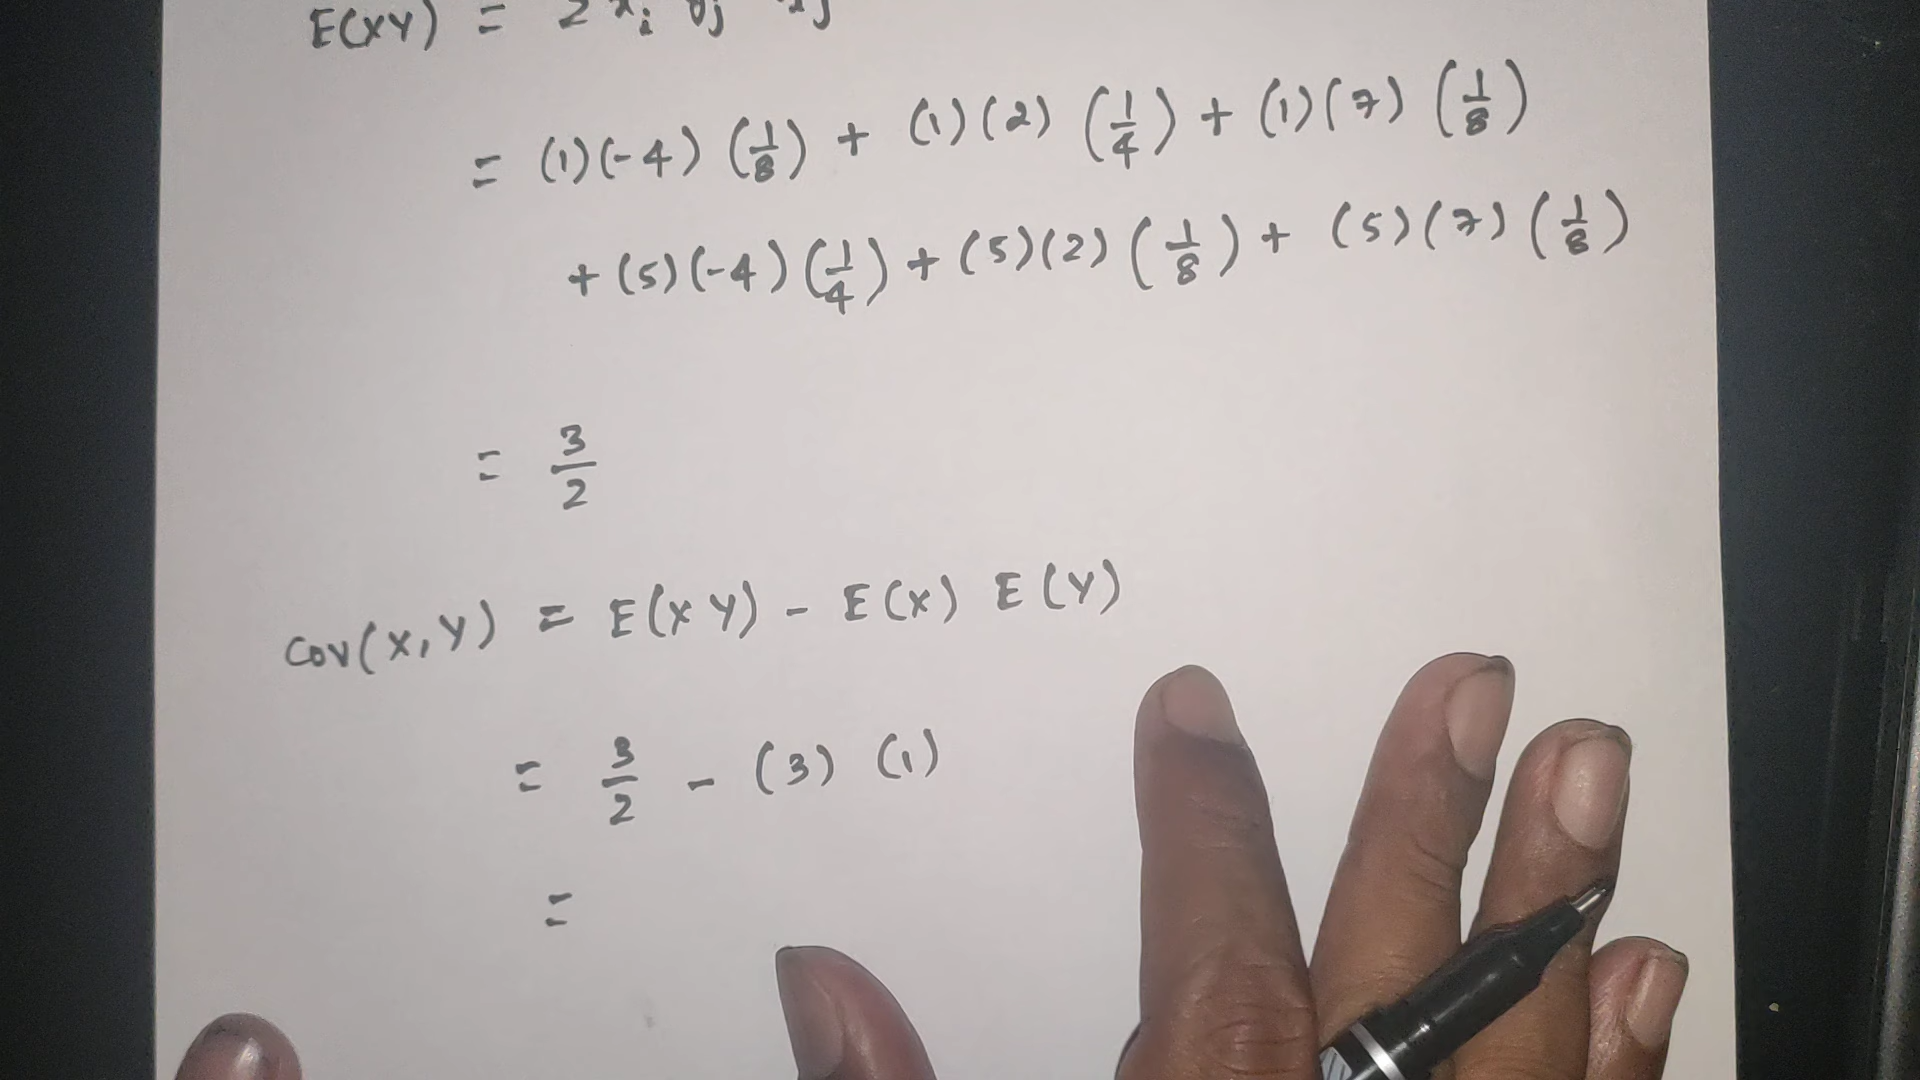 E(XY) = Σ xᵢ yⱼ
= (1)(-4) (1/8) + (1)(2) (1/4) + (1)(7) (1/8)
+ (5)(-4) (1/4) + (5)(2) (1/8) + (5)(7) (1/8)
= 3/2
Cov(X,Y) = E(XY) - E(X) E(Y)
= 3/2 - (3) (1)
=